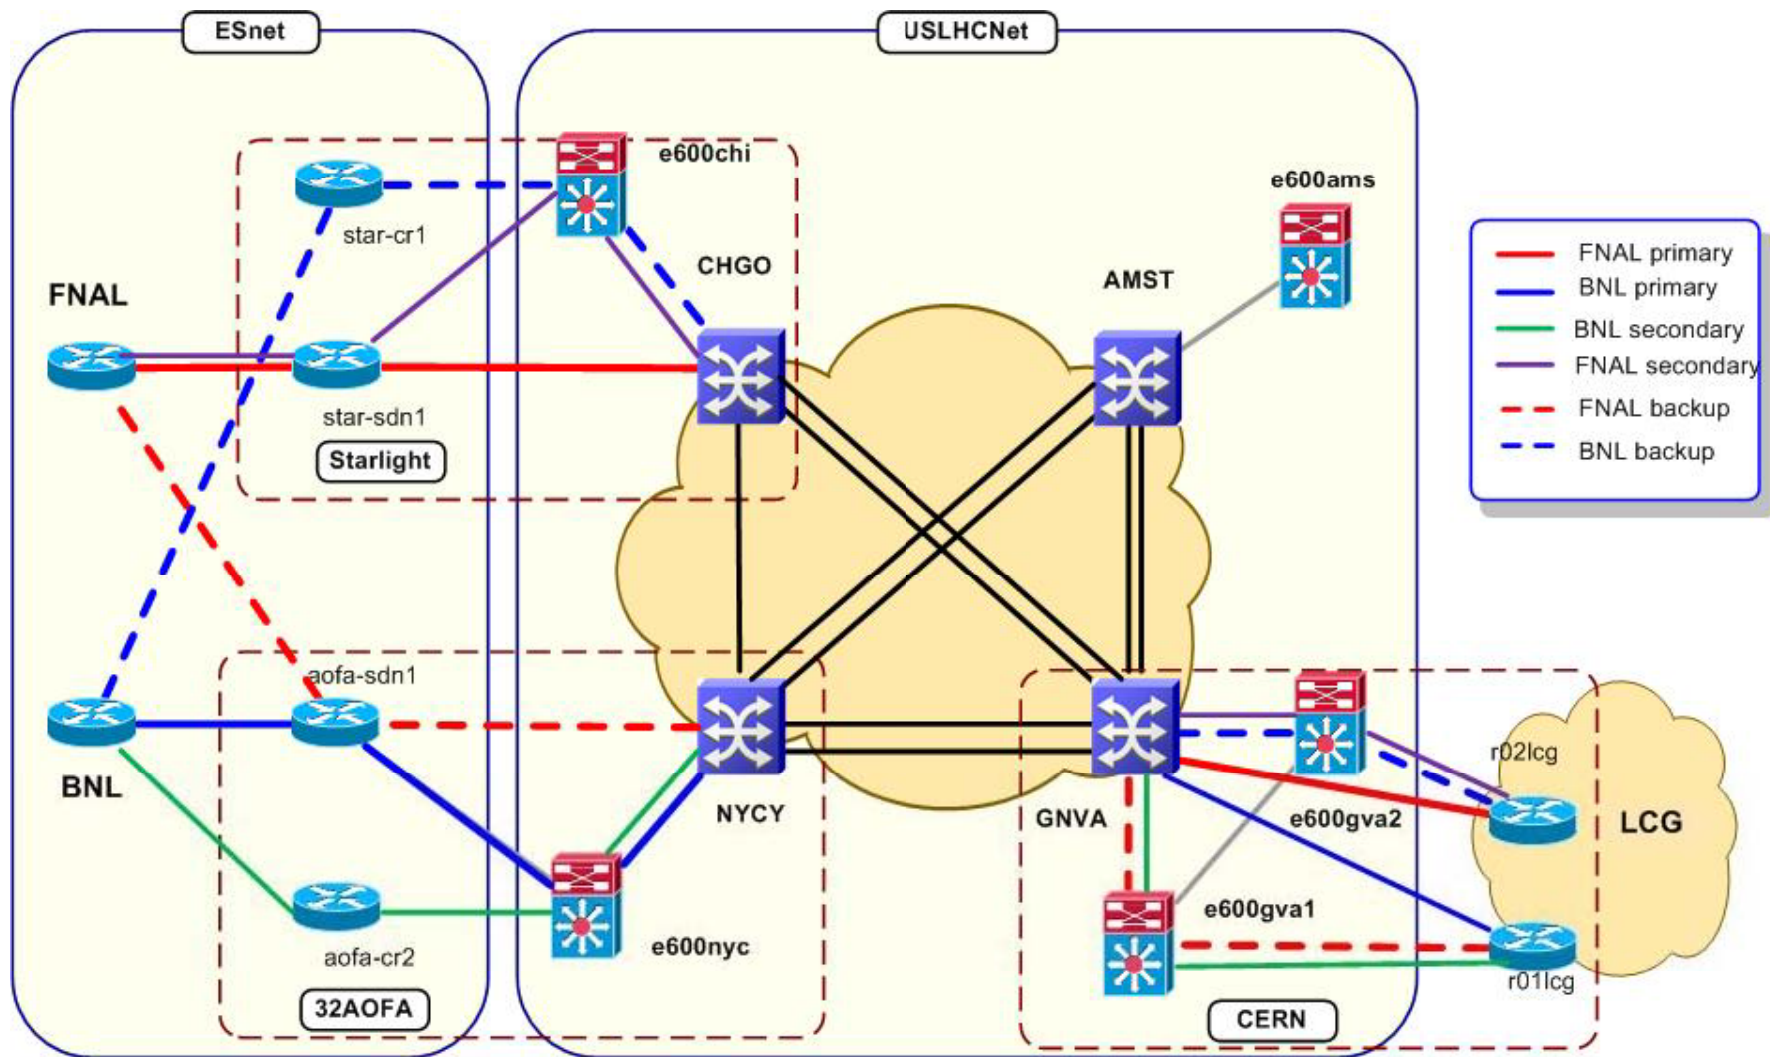 ESnet
USLHCNet
e600chi
e600ams
star-cr1
CHGO
AMST
FNAL
star-sdn1
Starlight
FNAL primary
BNL primary
BNL secondary
FNAL secondary
FNAL backup
BNL backup
aofa-sdn1
BNL
NYCY
GNVA
r02lcg
e600gva2
LCG
e600gva1
e600nyc
aofa-cr2
r01lcg
32AOFA
CERN